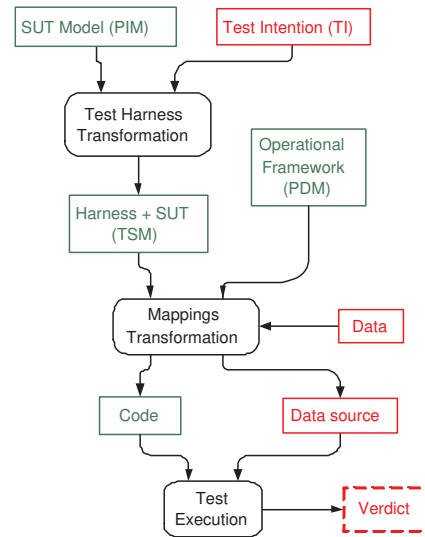 SUT Model (PIM)
Test Intention (TI)
Test Harness
Transformation
Operational
Framework
(PDM)
Harness + SUT
(TSM)
Mappings
Transformation
Data
Code
Data source
Test
Execution
Verdict